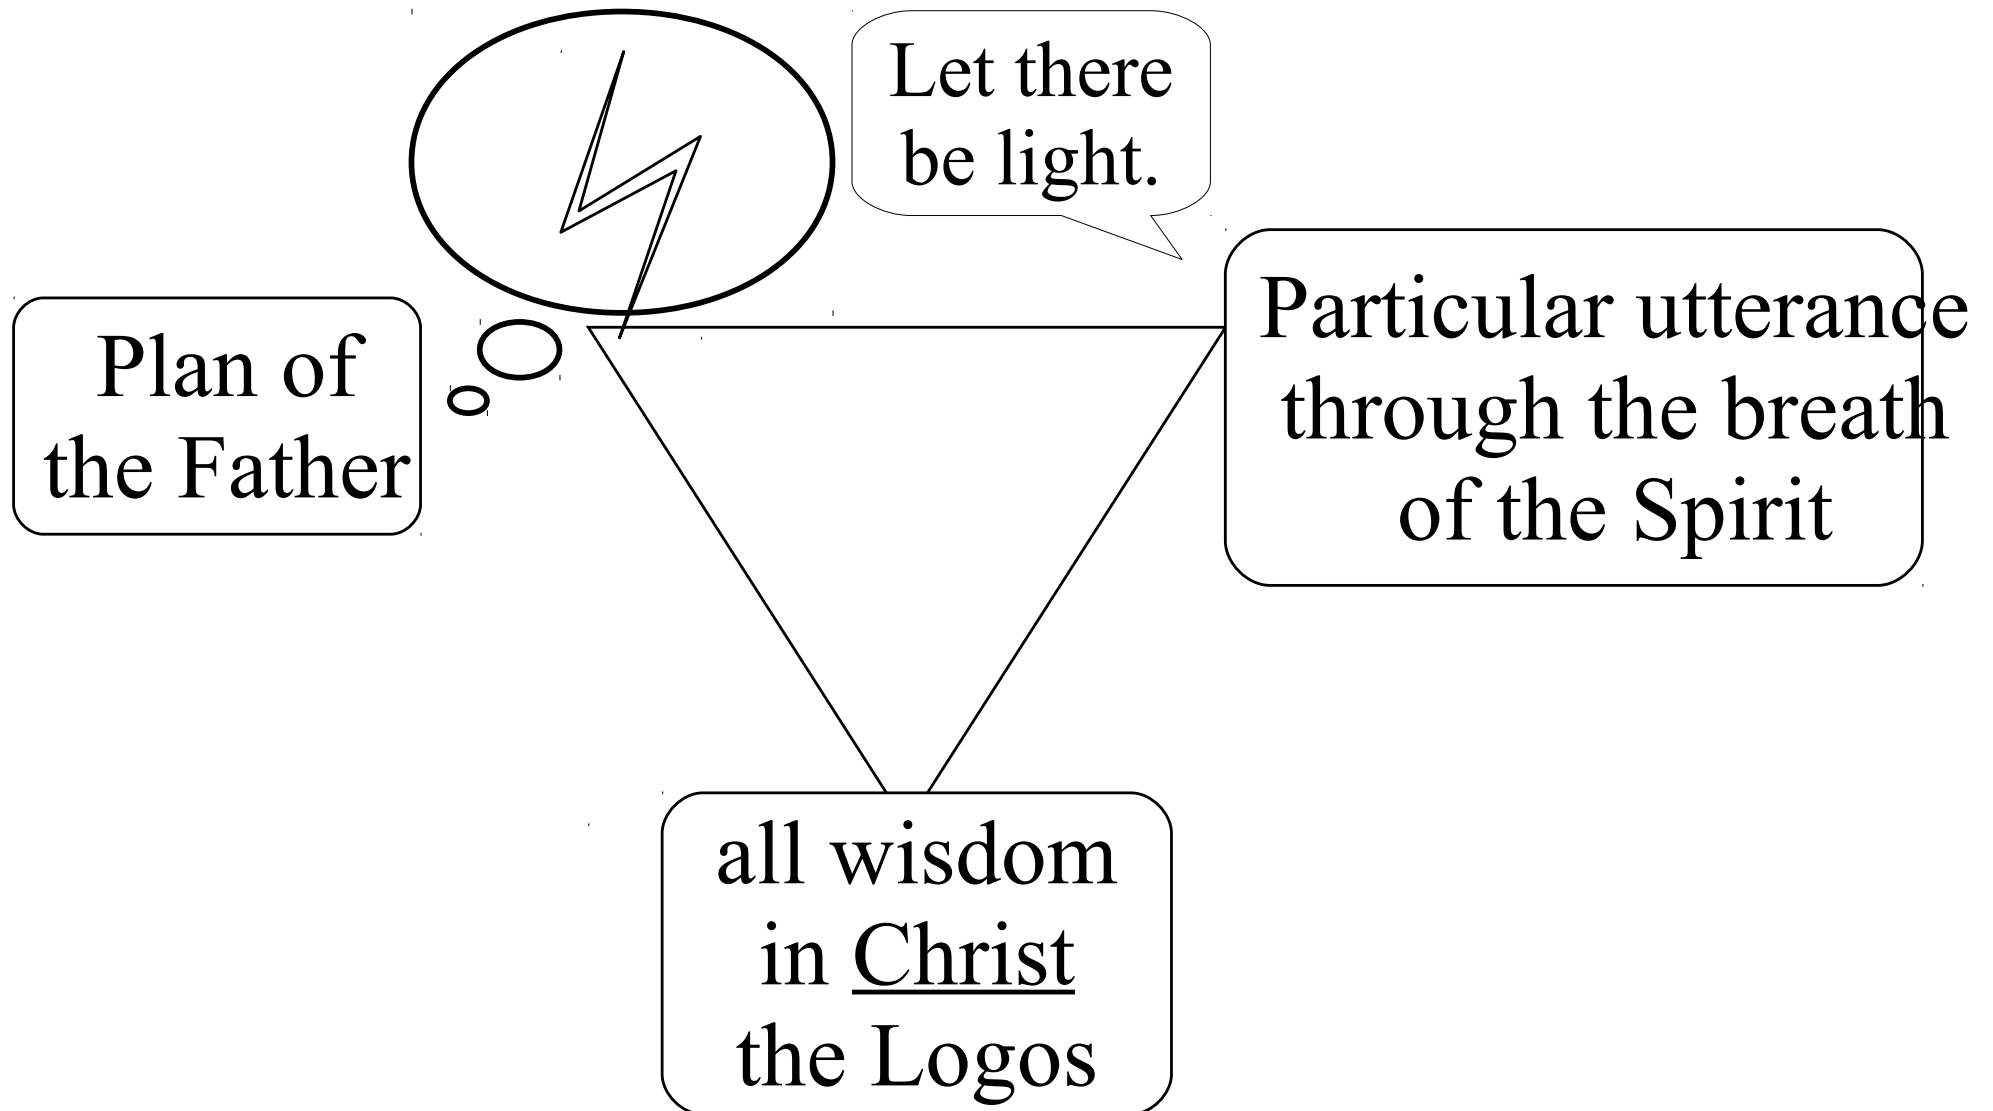 Let there
be light.
Plan of
the Father
Particular utterance
through the breath
of the Spirit
all wisdom
in Christ
the Logos